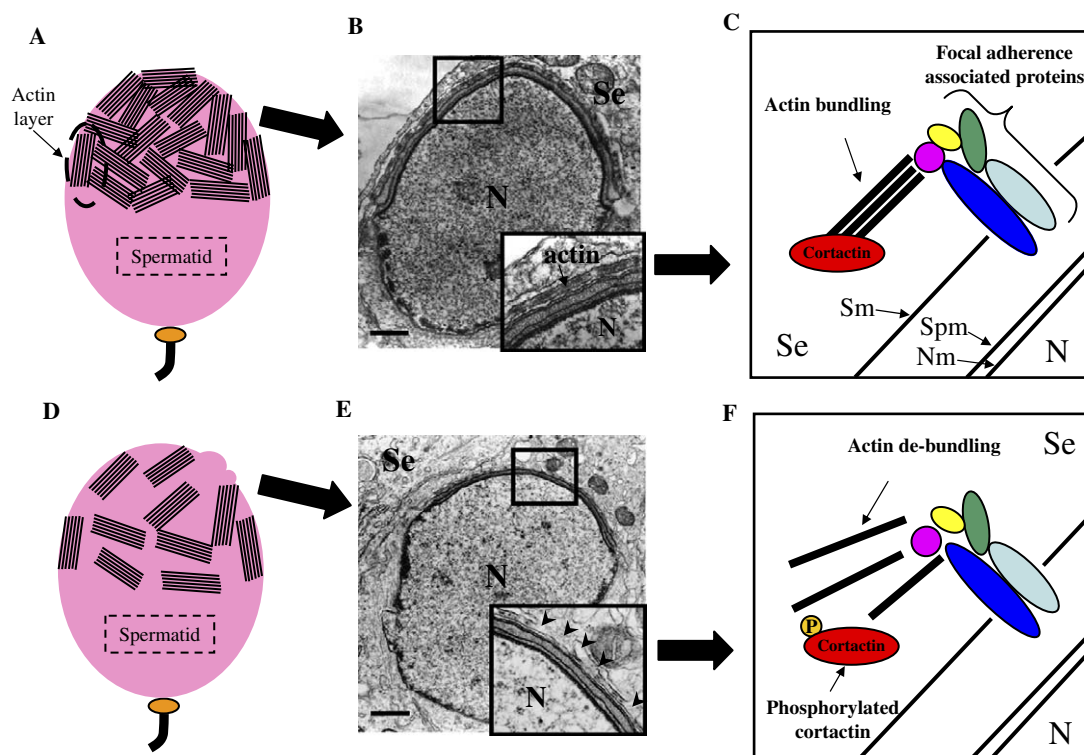 A
Actin
layer
Spermatid
B
Se
N
actin
N
C
Focal adherence
associated proteins
Actin bundling
Cortactin
Sm
Spm
Nm
Se
N
D
Spermatid
E
Se
N
N
F
Actin de-bundling
Se
P
Cortactin
Phosphorylated
cortactin
N